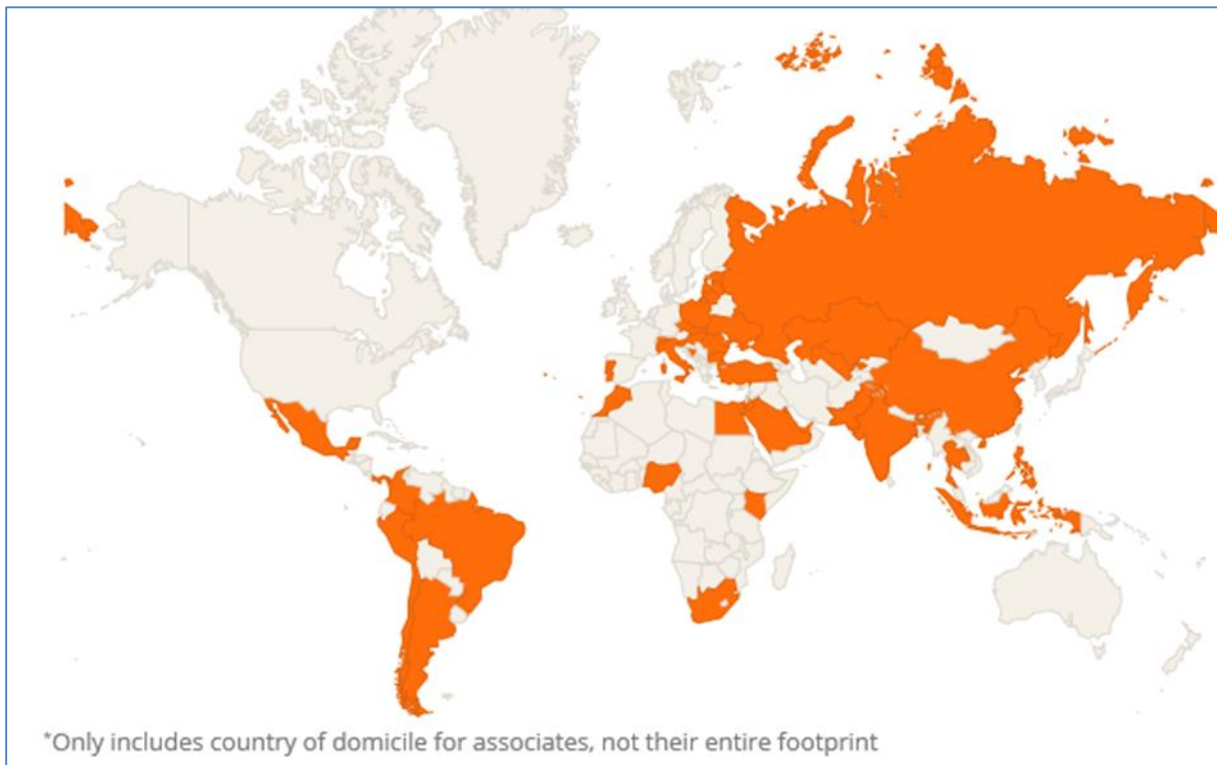 *Only includes country of domicile for associates, not their entire footprint